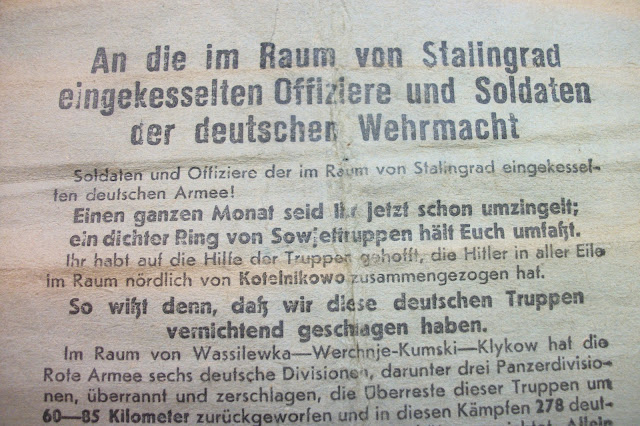 An die im Raum von Stalingrad
eingekesselten Offiziere und Soldaten
der deutschen Wehrmacht
Soldaten und Offiziere der im Raum von Stalingrad eingekessel-
ten deutschen Armee!
Einen ganzen Monat seid Ihr jetzt schon umzingelt;
ein dichter Ring von Sowjettruppen hält Euch umfaßt.
Ihr habt auf die Hilfe der Truppen gehofft, die Hitler in aller Eile
im Raum nördlich von Kotelnikowo zusammengezogen hat.
So wißt denn, daß wir diese deutschen Truppen
vernichtend geschlagen haben.
Im Raum von Wassilewka—Werchnje-Kumski—Klykow hat die
Rote Armee sechs deutsche Divisionen, darunter drei Panzerdivisio-
nen, überrannt und zerschlagen, die Überreste dieser Truppen um
60—85 Kilometer zurückgeworfen und in diesen Kämpfen 278 deut-
Allein